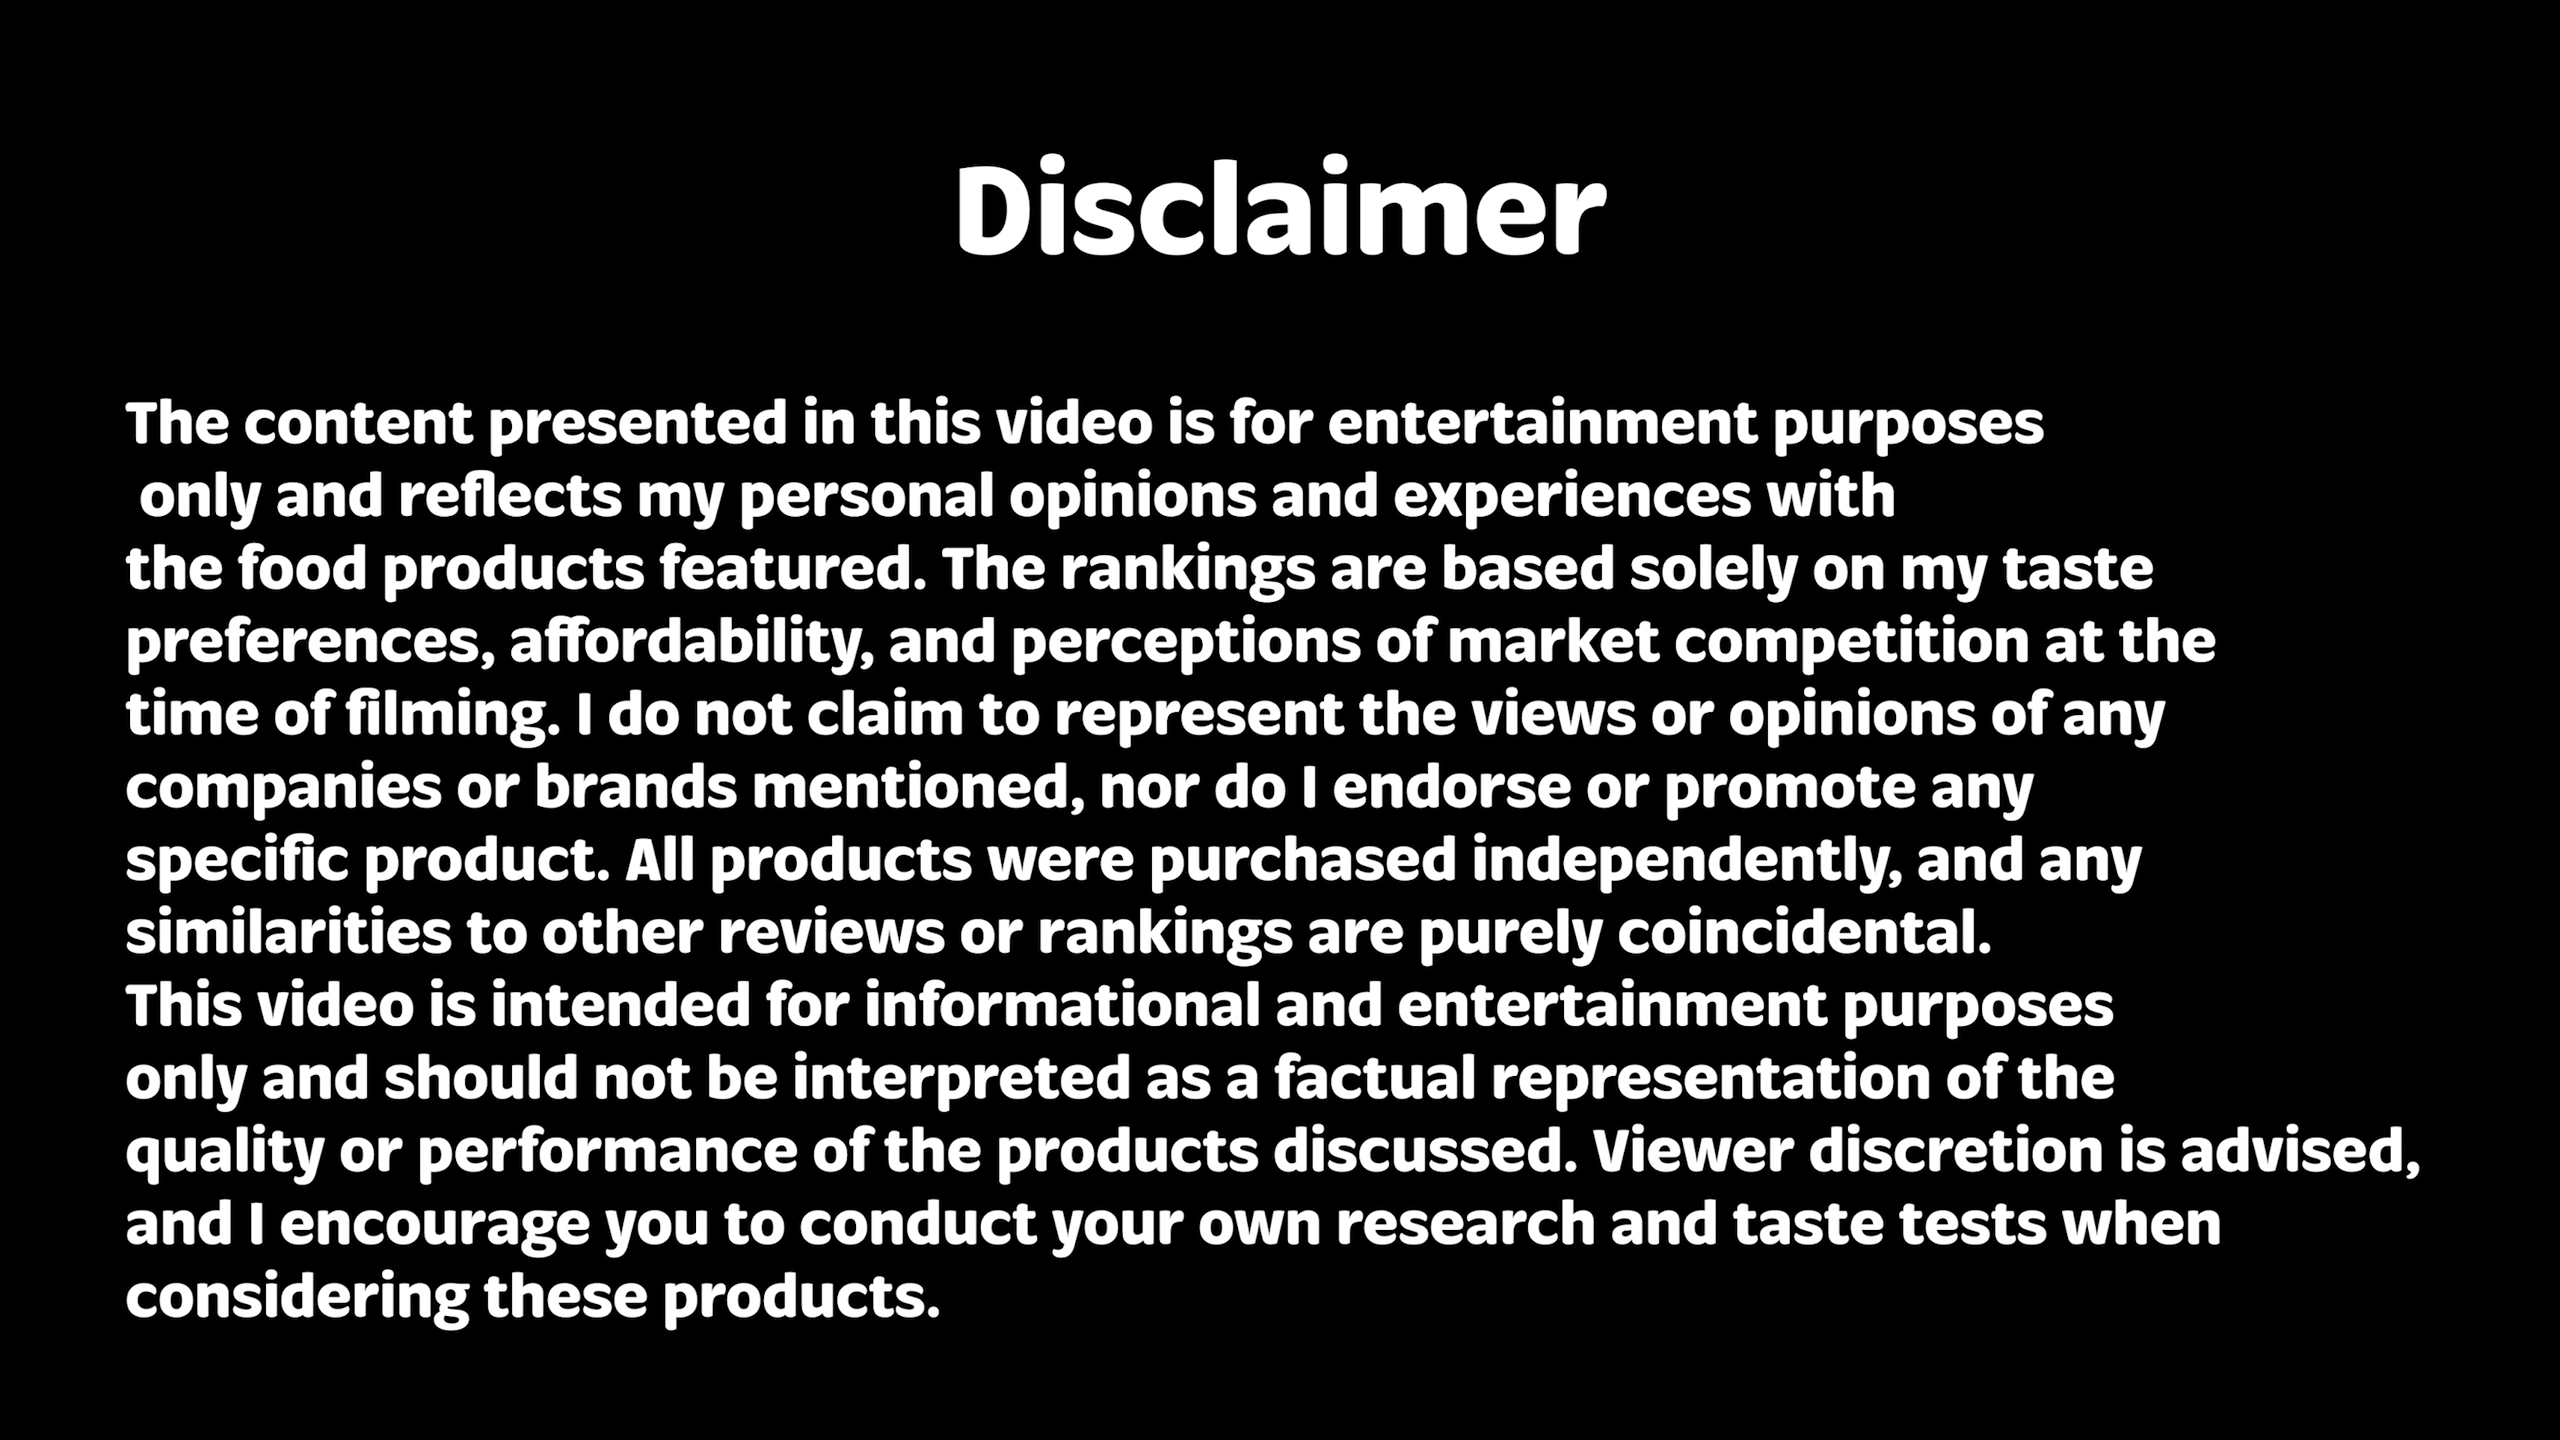 Disclaimer
The content presented in this video is for entertainment purposes
only and reflects my personal opinions and experiences with
the food products featured. The rankings are based solely on my taste
preferences, affordability, and perceptions of market competition at the
time of filming. I do not claim to represent the views or opinions of any
companies or brands mentioned, nor do I endorse or promote any
specific product. All products were purchased independently, and any
similarities to other reviews or rankings are purely coincidental.
This video is intended for informational and entertainment purposes
only and should not be interpreted as a factual representation of the
quality or performance of the products discussed. Viewer discretion is advised,
and I encourage you to conduct your own research and taste tests when
considering these products.